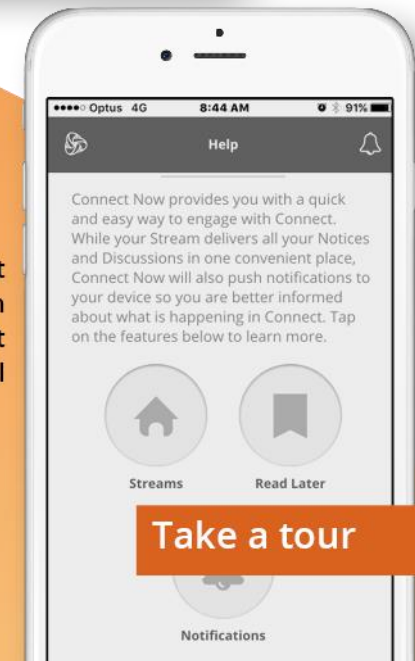 Optus 4G 8:44 AM 91%
Help
Connect Now provides you with a quick
and easy way to engage with Connect.
While your Stream delivers all your Notices
and Discussions in one convenient place,
Connect Now will also push notifications to
your device so you are better informed
about what is happening in Connect. Tap
on the features below to learn more.
Streams Read Later
Take a tour
Notifications